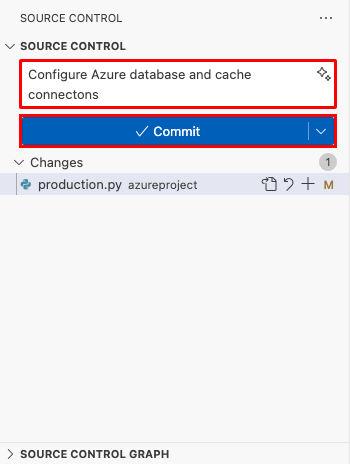 SOURCE CONTROL
SOURCE CONTROL
Configure Azure database and cache
connectons
Commit
Changes 1
production.py azureproject M
SOURCE CONTROL GRAPH